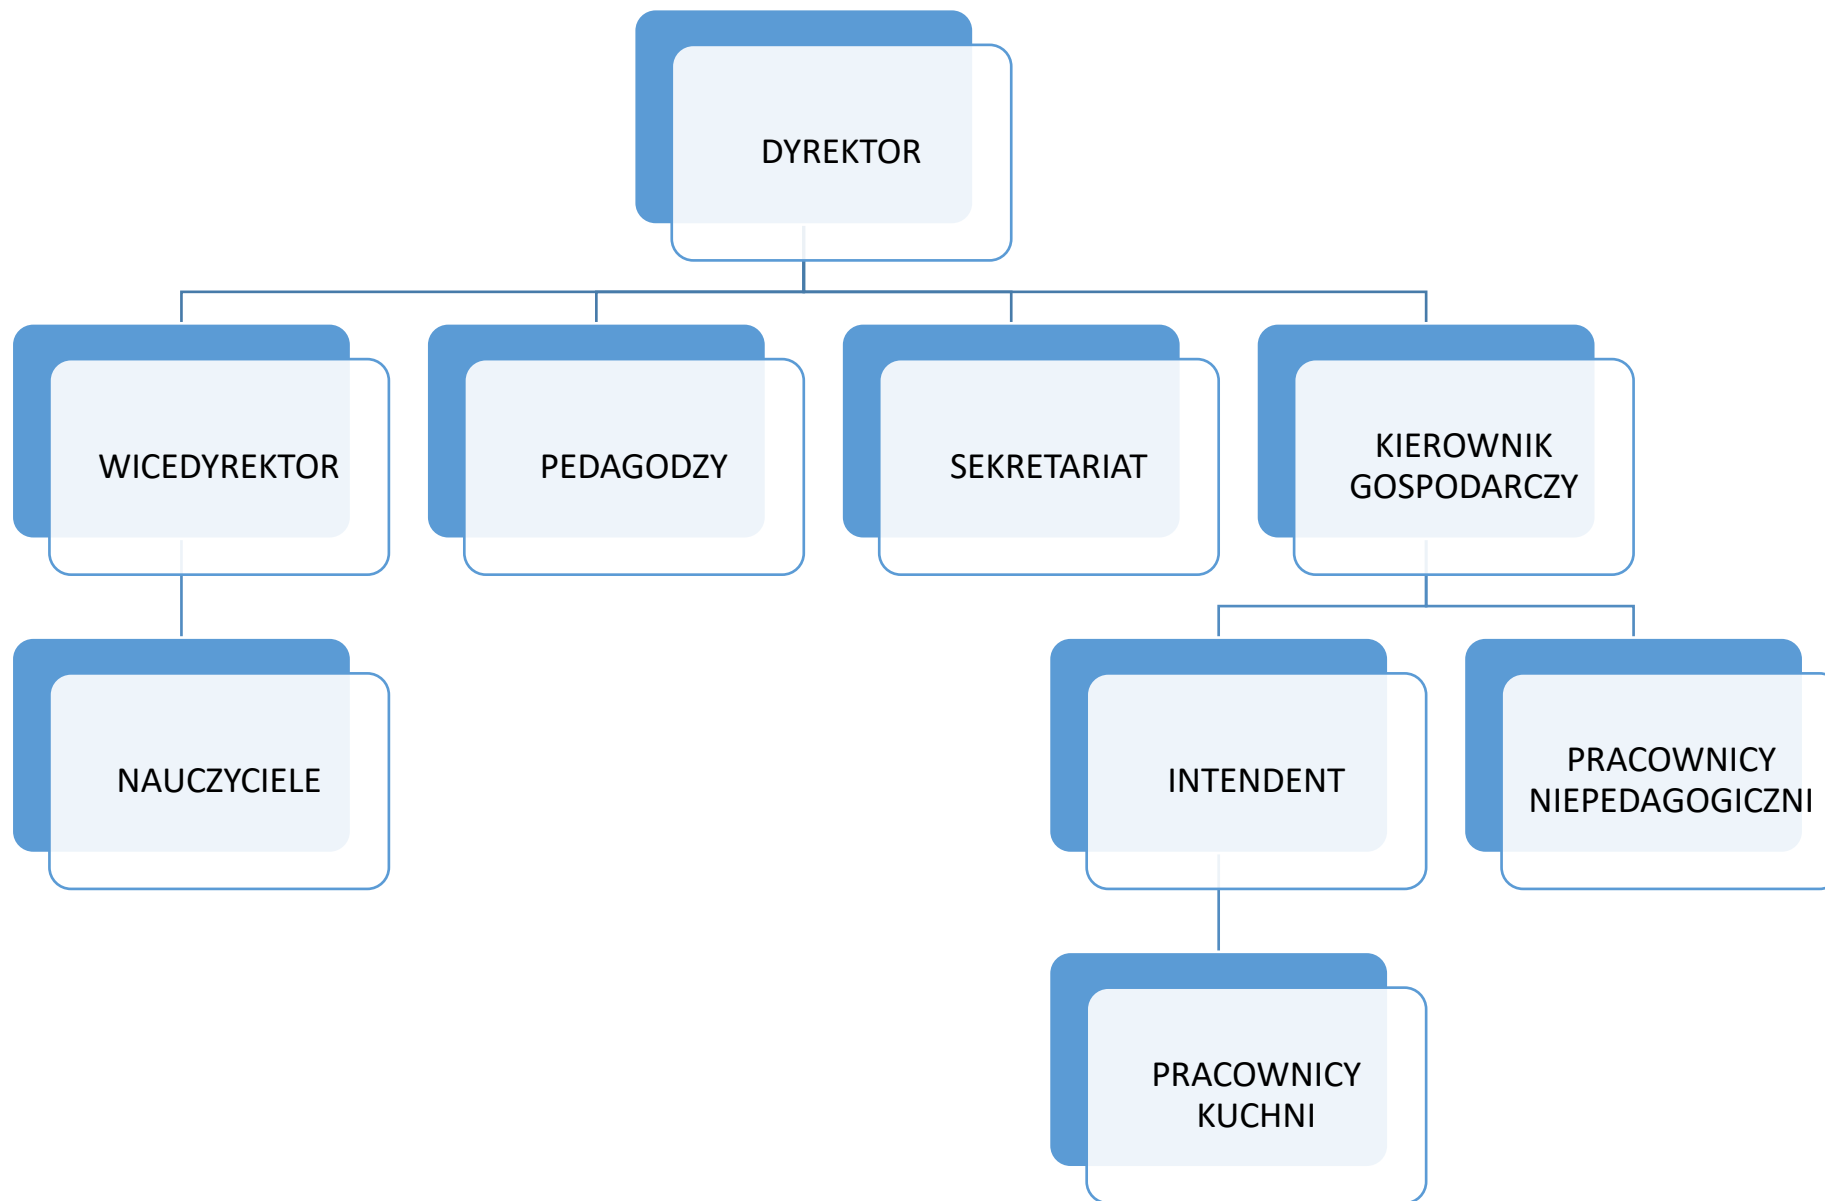 DYREKTOR
WICEDYREKTOR
PEDAGODZY
SEKRETARIAT
KIEROWNIK
GOSPODARCZY
NAUCZYCIELE
INTENDENT
PRACOWNICY
NIEPEDAGOGICZNI
PRACOWNICY
KUCHNI